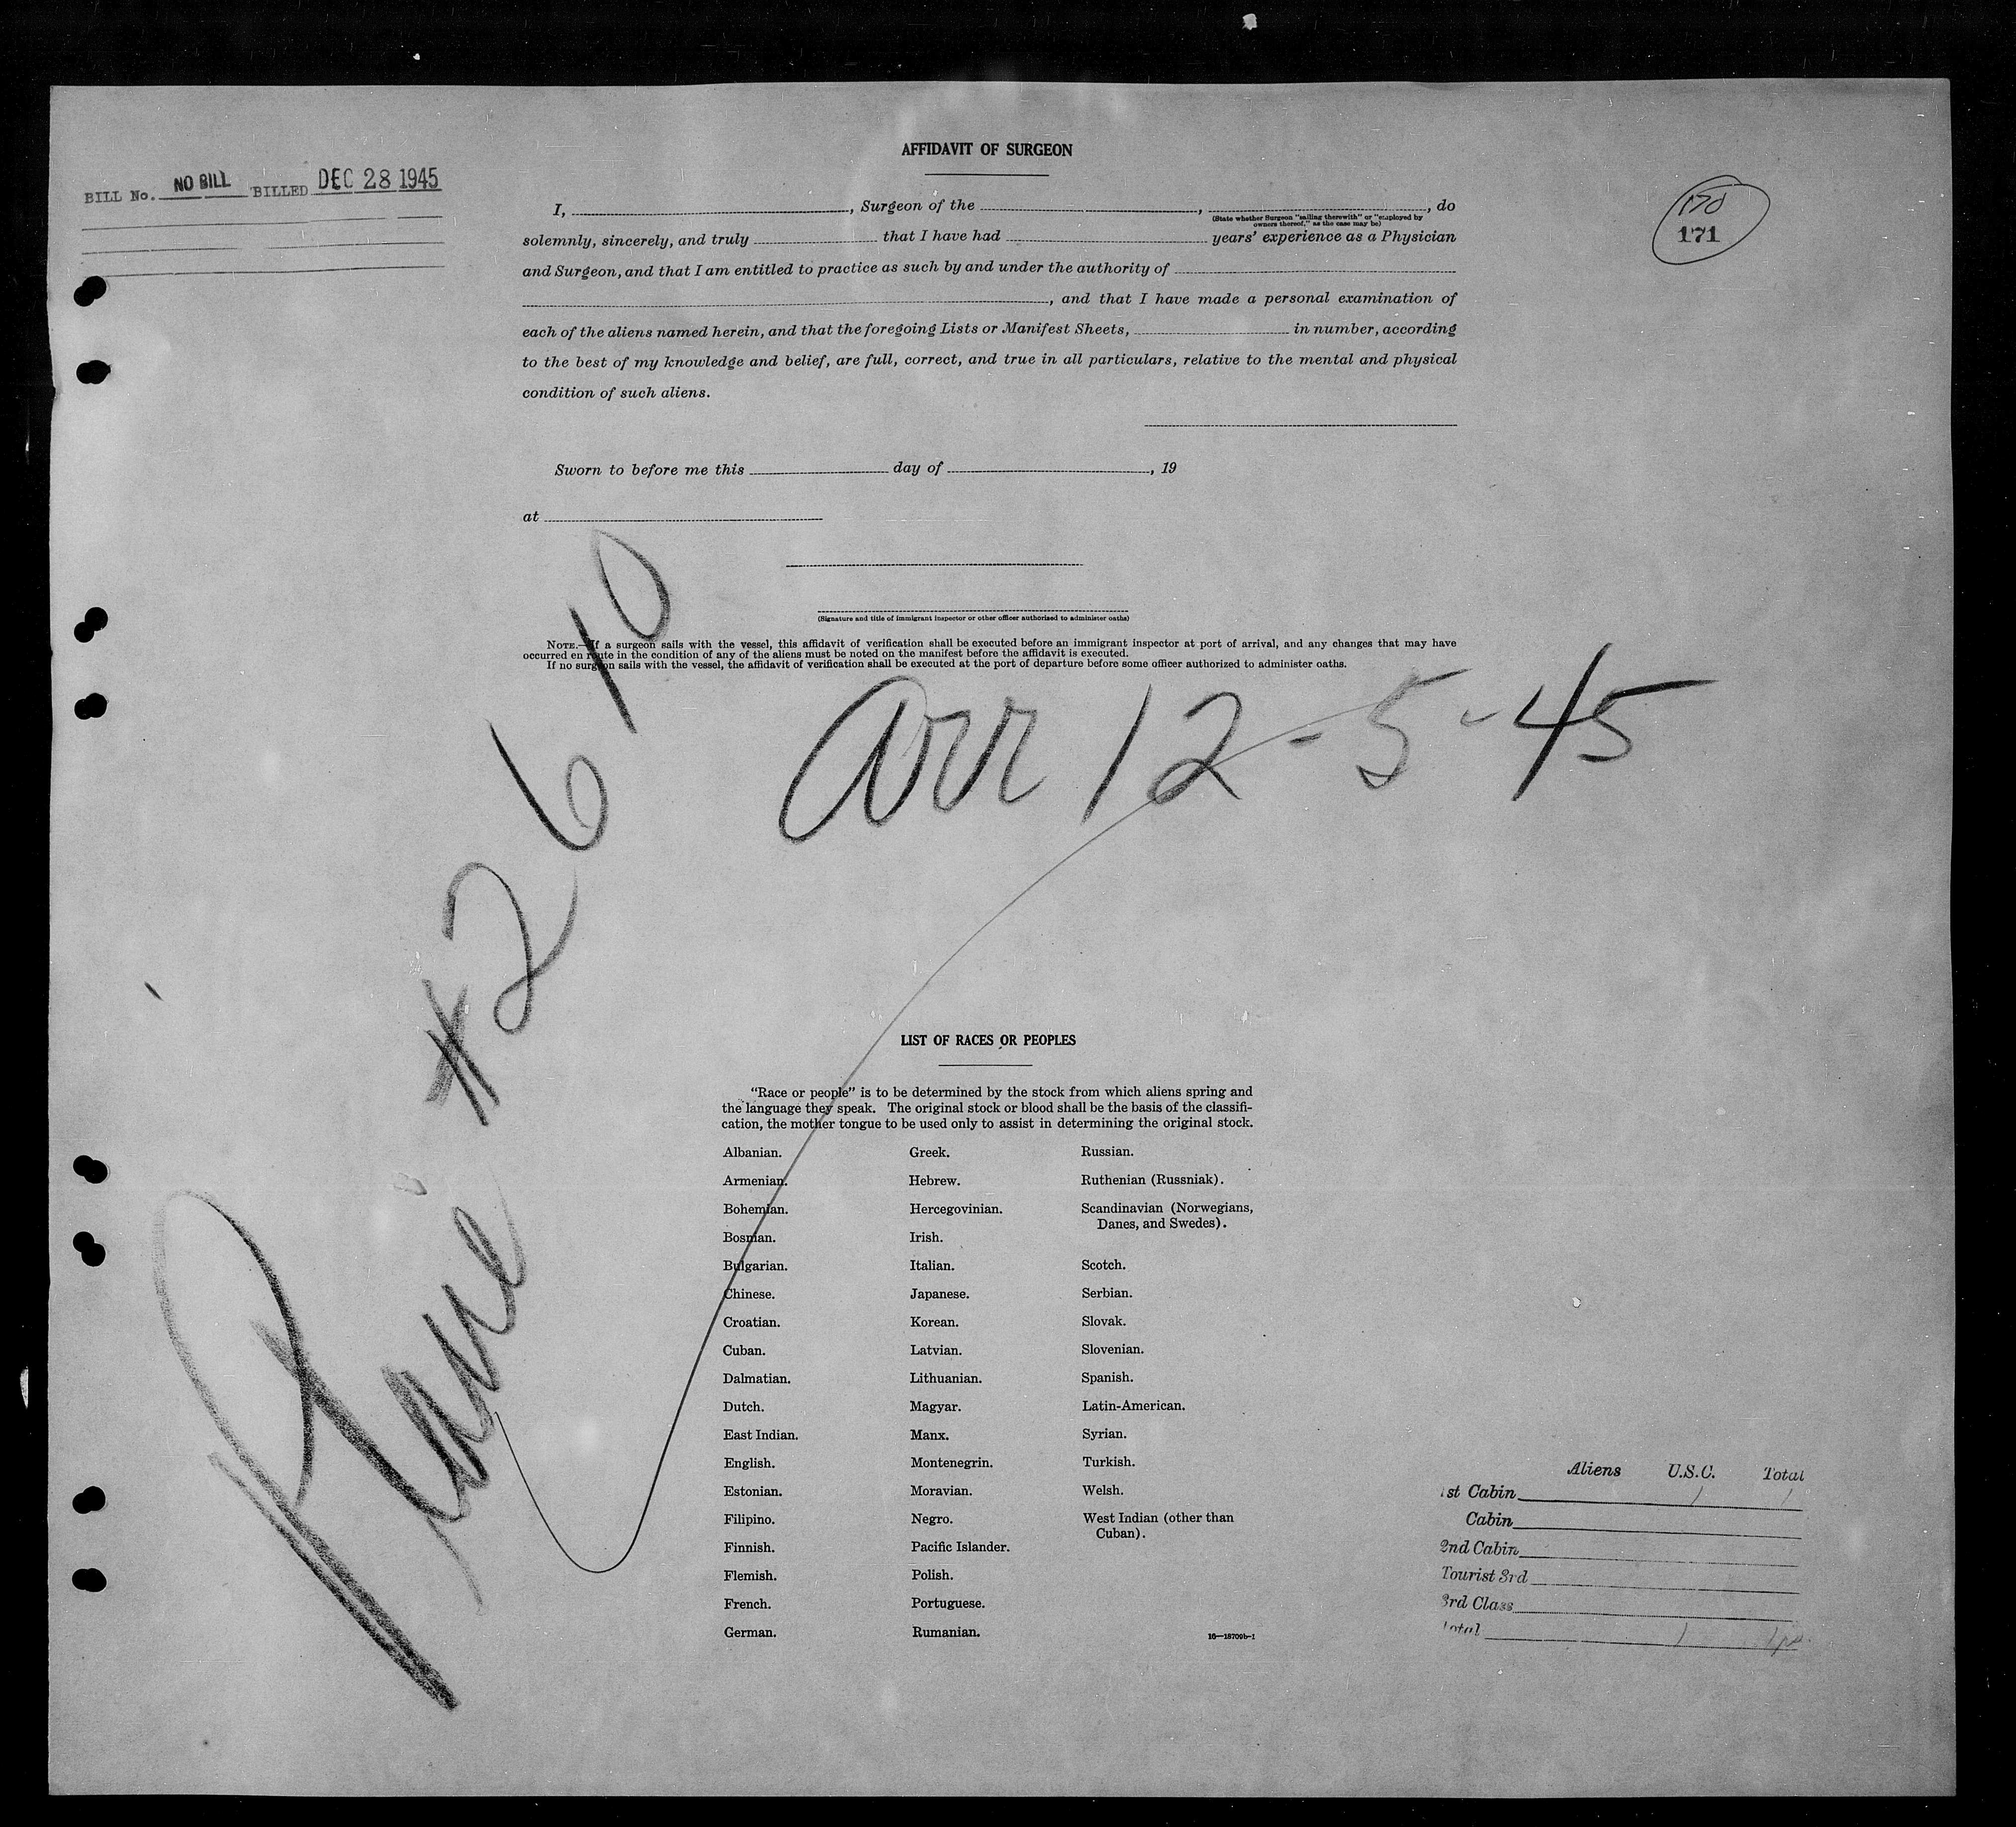 AFFIDAVIT OF SURGEON
BILL No. NO BILL BILLED DEC 28 1945
170
171
I, , Surgeon of the , , do
(State whether Surgeon "sailing therewith" or "employed by
owners thereof," as the case may be)
solemnly, sincerely, and truly that I have had years' experience as a Physician
and Surgeon, and that I am entitled to practice as such by and under the authority of
, and that I have made a personal examination of
each of the aliens named herein, and that the foregoing Lists or Manifest Sheets, in number, according
to the best of my knowledge and belief, are full, correct, and true in all particulars, relative to the mental and physical
condition of such aliens.
Sworn to before me this day of , 19
at
(Signature and title of immigrant inspector or other officer authorized to administer oaths)
NOTE.—If a surgeon sails with the vessel, this affidavit of verification shall be executed before an immigrant inspector at port of arrival, and any changes that may have
occurred en route in the condition of any of the aliens must be noted on the manifest before the affidavit is executed.
If no surgeon sails with the vessel, the affidavit of verification shall be executed at the port of departure before some officer authorized to administer oaths.
arr 12-5-45
Plane #2610
LIST OF RACES OR PEOPLES
"Race or people" is to be determined by the stock from which aliens spring and
the language they speak. The original stock or blood shall be the basis of the classifi-
cation, the mother tongue to be used only to assist in determining the original stock.
Albanian. Greek. Russian.
Armenian. Hebrew. Ruthenian (Russniak).
Bohemian. Hercegovinian. Scandinavian (Norwegians,
Danes, and Swedes).
Bosnian. Irish.
Bulgarian. Italian. Scotch.
Chinese. Japanese. Serbian.
Croatian. Korean. Slovak.
Cuban. Latvian. Slovenian.
Dalmatian. Lithuanian. Spanish.
Dutch. Magyar. Latin-American.
East Indian. Manx. Syrian.
English. Montenegrin. Turkish.
Estonian. Moravian. Welsh.
Filipino. Negro. West Indian (other than
Cuban).
Finnish. Pacific Islander.
Flemish. Polish.
French. Portuguese.
German. Rumanian.
16—18709b-1
Aliens U.S.C. Total
1st Cabin 1 1
Cabin
2nd Cabin
Tourist 3rd
3rd Class
Total 1 1